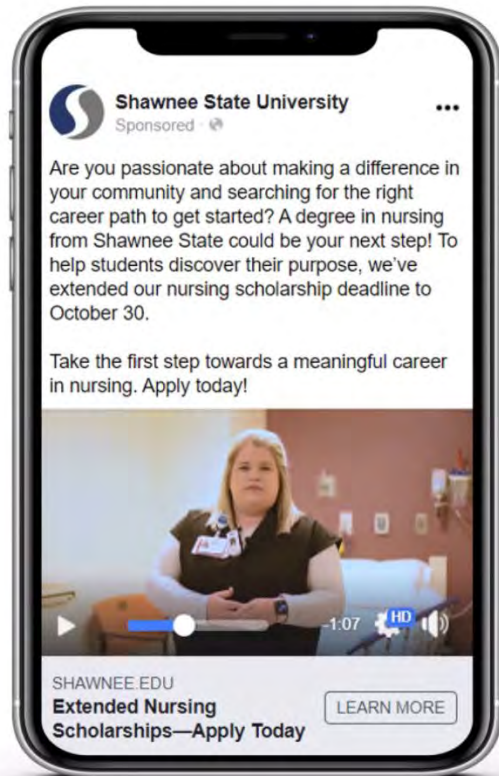 Shawnee State University
Sponsored ·
Are you passionate about making a difference in
your community and searching for the right
career path to get started? A degree in nursing
from Shawnee State could be your next step! To
help students discover their purpose, we've
extended our nursing scholarship deadline to
October 30.
Take the first step towards a meaningful career
in nursing. Apply today!
-1:07 HD
SHAWNEE.EDU
Extended Nursing
Scholarships—Apply Today
LEARN MORE